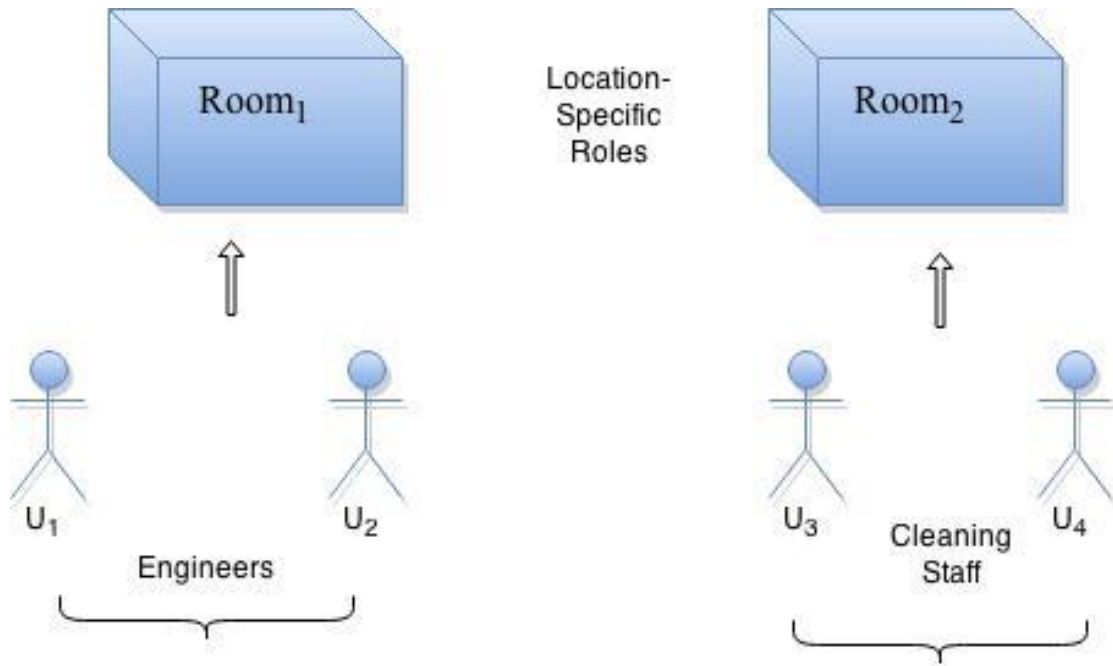 Room₁
Location-
Specific
Roles
Room₂
U₁
U₂
U₃
U₄
Engineers
Cleaning
Staff